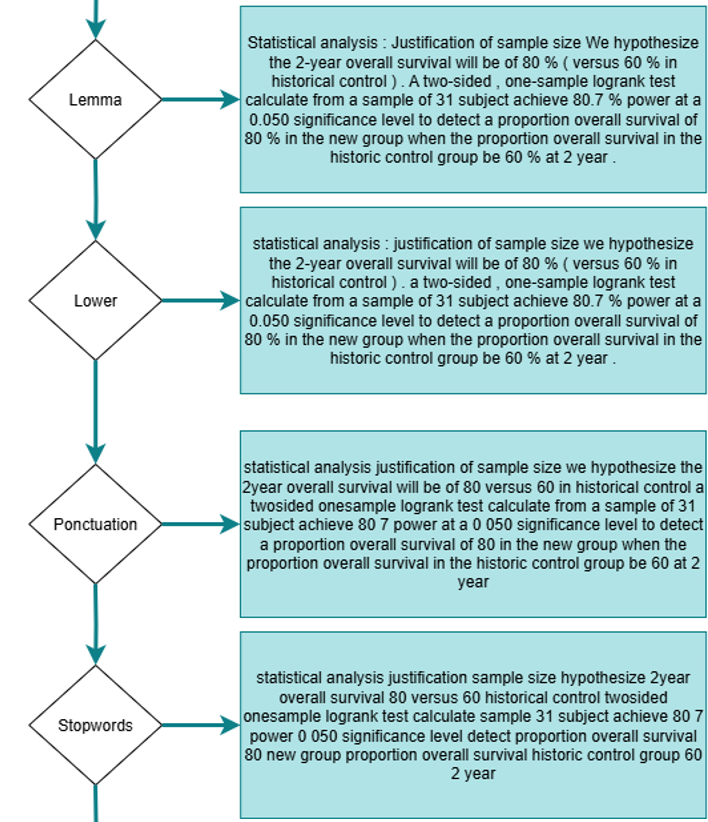 Lemma
Statistical analysis : Justification of sample size We hypothesize
the 2-year overall survival will be of 80 % ( versus 60 % in
historical control ) . A two-sided , one-sample logrank test
calculate from a sample of 31 subject achieve 80.7 % power at a
0.050 significance level to detect a proportion overall survival of
80 % in the new group when the proportion overall survival in the
historic control group be 60 % at 2 year .
Lower
statistical analysis : justification of sample size we hypothesize
the 2-year overall survival will be of 80 % ( versus 60 % in
historical control ) . a two-sided , one-sample logrank test
calculate from a sample of 31 subject achieve 80.7 % power at a
0.050 significance level to detect a proportion overall survival of
80 % in the new group when the proportion overall survival in the
historic control group be 60 % at 2 year .
Ponctuation
statistical analysis justification of sample size we hypothesize the
2year overall survival will be of 80 versus 60 in historical control a
twosided onesample logrank test calculate from a sample of 31
subject achieve 80 7 power at a 0 050 significance level to detect
a proportion overall survival of 80 in the new group when the
proportion overall survival in the historic control group be 60 at 2
year
Stopwords
statistical analysis justification sample size hypothesize 2year
overall survival 80 versus 60 historical control twosided
onesample logrank test calculate sample 31 subject achieve 80 7
power 0 050 significance level detect proportion overall survival
80 new group proportion overall survival historic control group 60
2 year